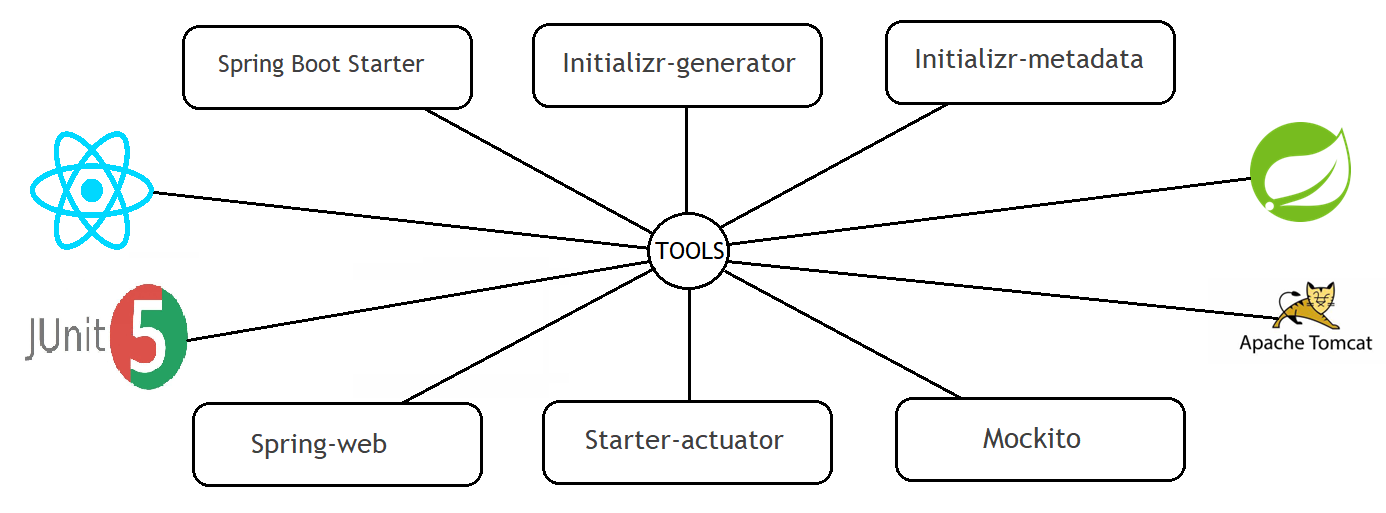 Spring Boot Starter
Initializr-generator
Initializr-metadata
TOOLS
JUnit 5
Apache Tomcat
Spring-web
Starter-actuator
Mockito